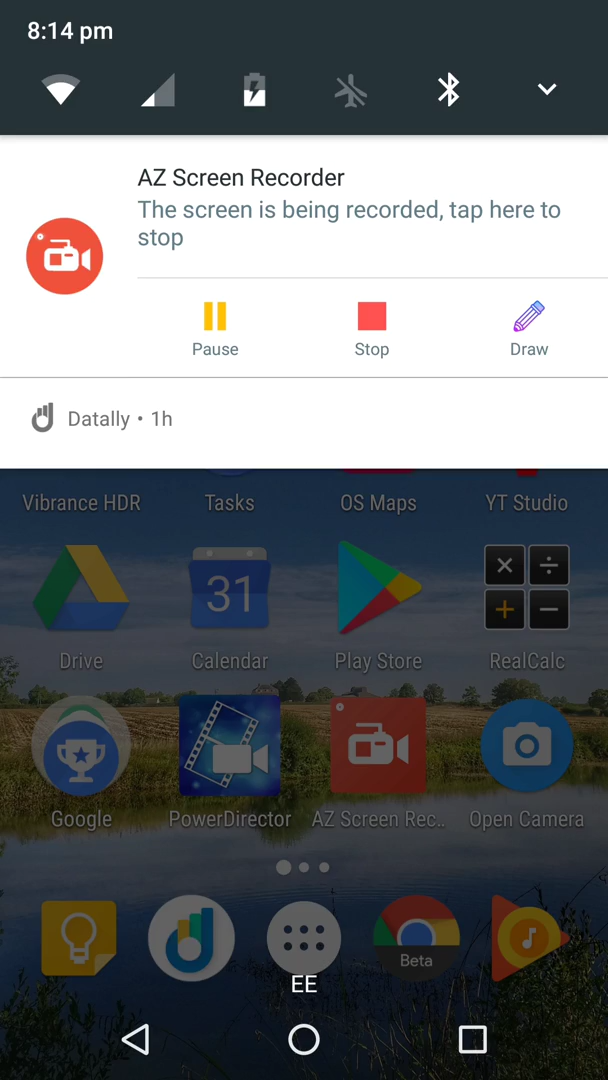 8:14 pm
AZ Screen Recorder
The screen is being recorded, tap here to
stop
Pause
Stop
Draw
Datally • 1h
Vibrance HDR
Tasks
OS Maps
YT Studio
31
Drive
Calendar
Play Store
RealCalc
Google
PowerDirector
AZ Screen Rec..
Open Camera
Beta
EE